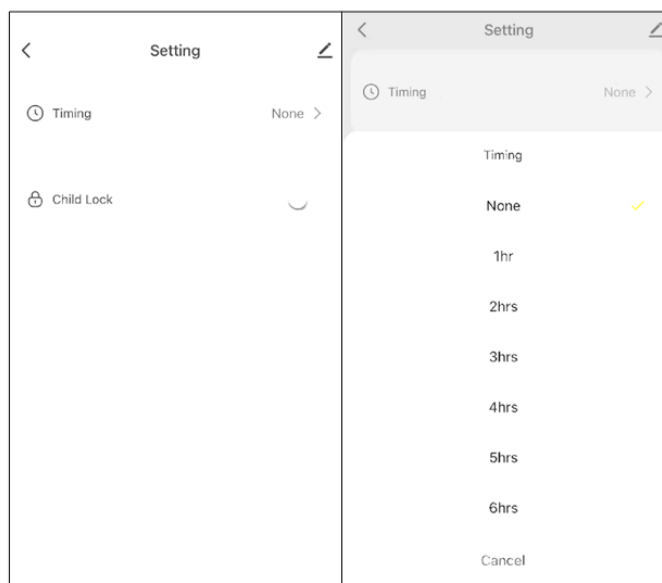 Setting
Timing
None
Child Lock
Setting
Timing
None
Timing
None
1hr
2hrs
3hrs
4hrs
5hrs
6hrs
Cancel